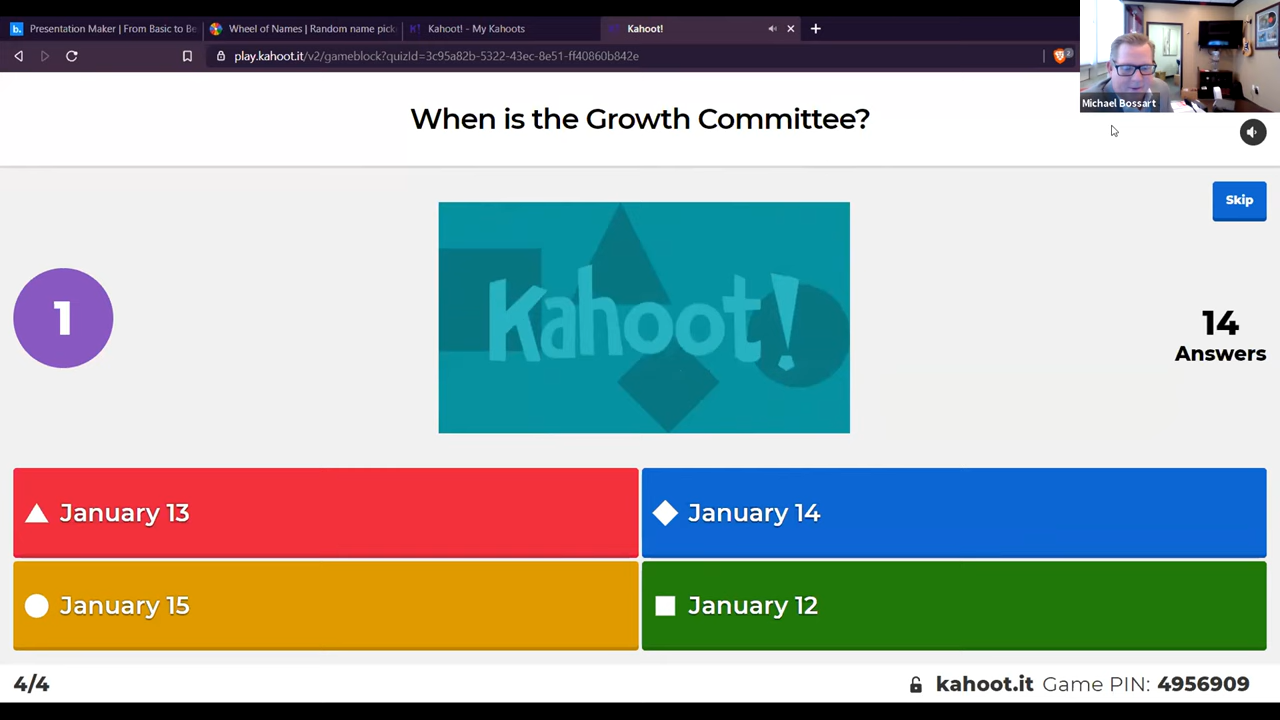 Presentation Maker | From Basic to Be
Wheel of Names | Random name pick
Kahoot! - My Kahoots
Kahoot!
play.kahoot.it/v2/gameblock?quizId=3c95a82b-5322-43ec-8e51-ff40860b842e
2
Michael Bossart
When is the Growth Committee?
Skip
Kahoot!
1
14
Answers
January 13
January 14
January 15
January 12
4/4
kahoot.it Game PIN: 4956909